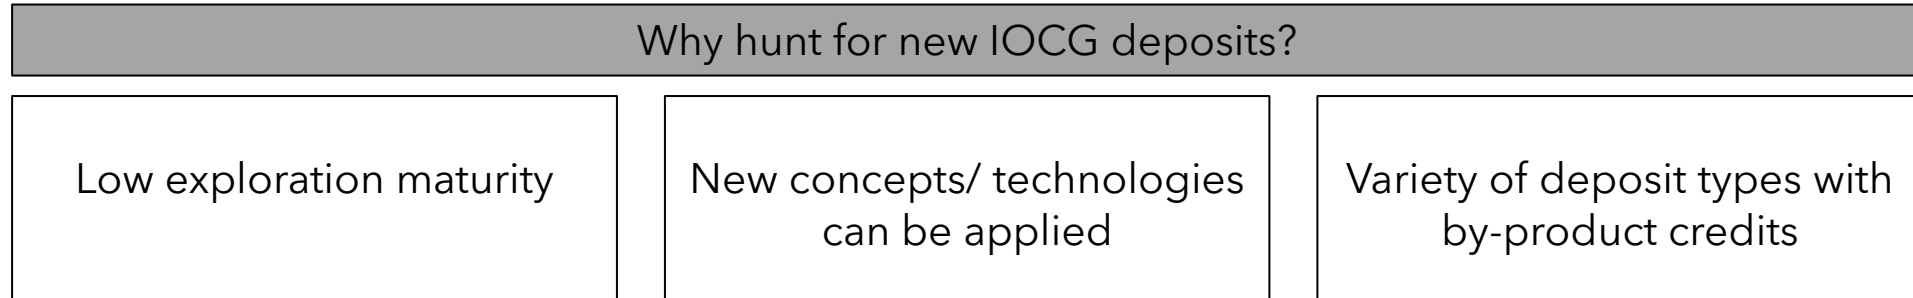 Why hunt for new IOCG deposits?
Low exploration maturity
New concepts/ technologies
can be applied
Variety of deposit types with
by-product credits